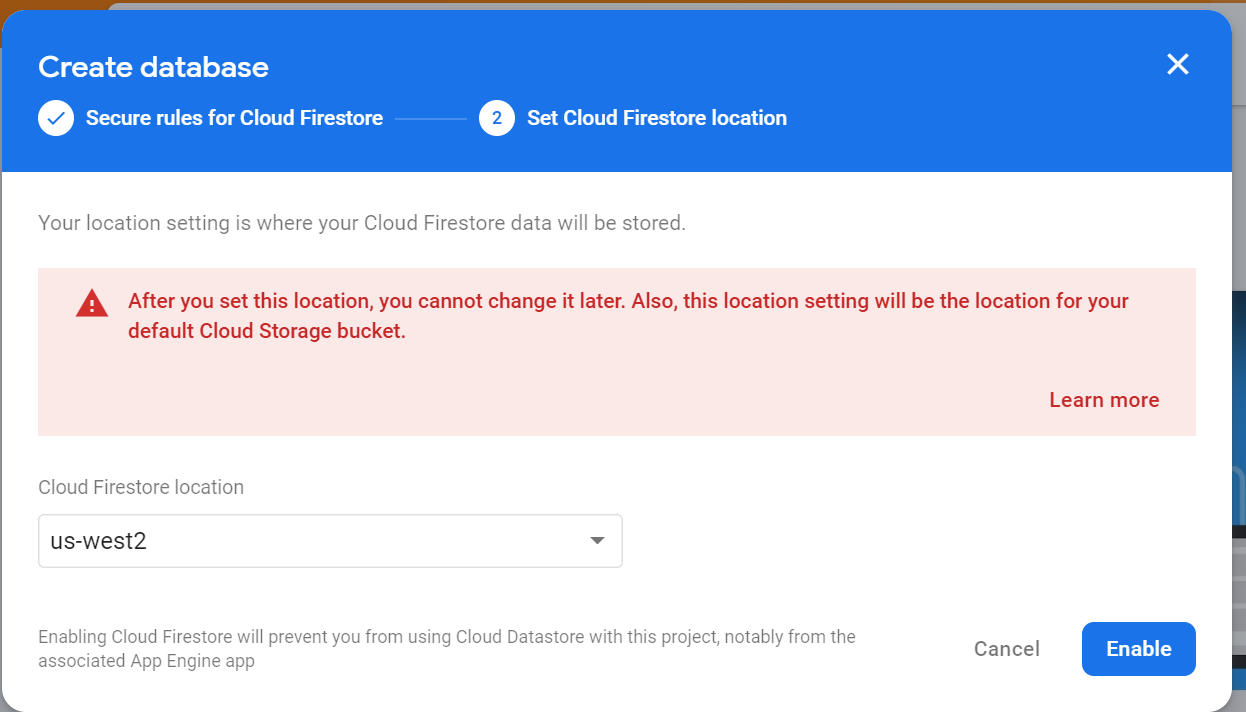 Create database
Secure rules for Cloud Firestore
2 Set Cloud Firestore location
Your location setting is where your Cloud Firestore data will be stored.
After you set this location, you cannot change it later. Also, this location setting will be the location for your
default Cloud Storage bucket.
Learn more
Cloud Firestore location
us-west2
Enabling Cloud Firestore will prevent you from using Cloud Datastore with this project, notably from the
associated App Engine app
Cancel
Enable